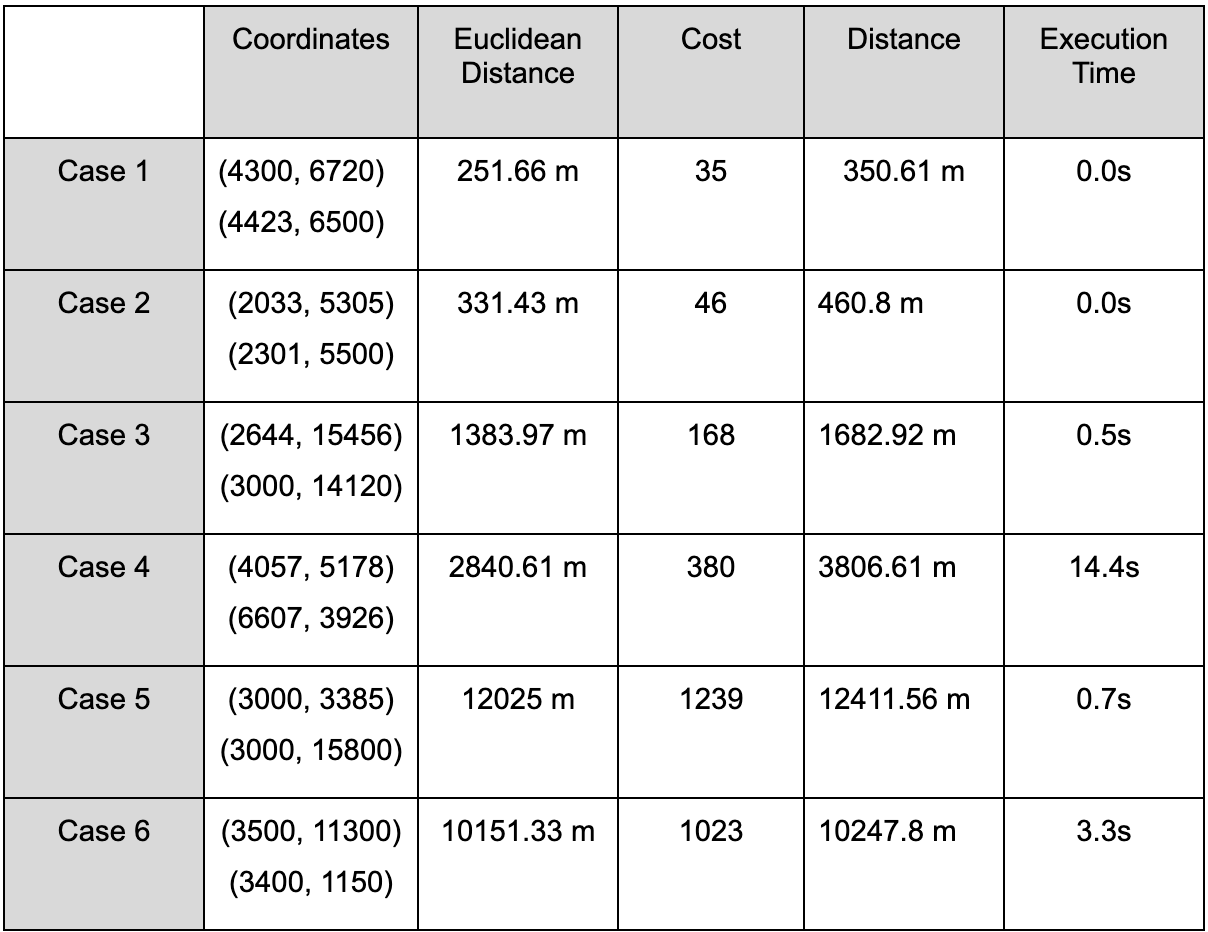 Coordinates Euclidean Distance Cost Distance Execution Time
Case 1 (4300, 6720) 251.66 m 35 350.61 m 0.0s
(4423, 6500)
Case 2 (2033, 5305) 331.43 m 46 460.8 m 0.0s
(2301, 5500)
Case 3 (2644, 15456) 1383.97 m 168 1682.92 m 0.5s
(3000, 14120)
Case 4 (4057, 5178) 2840.61 m 380 3806.61 m 14.4s
(6607, 3926)
Case 5 (3000, 3385) 12025 m 1239 12411.56 m 0.7s
(3000, 15800)
Case 6 (3500, 11300) 10151.33 m 1023 10247.8 m 3.3s
(3400, 1150)